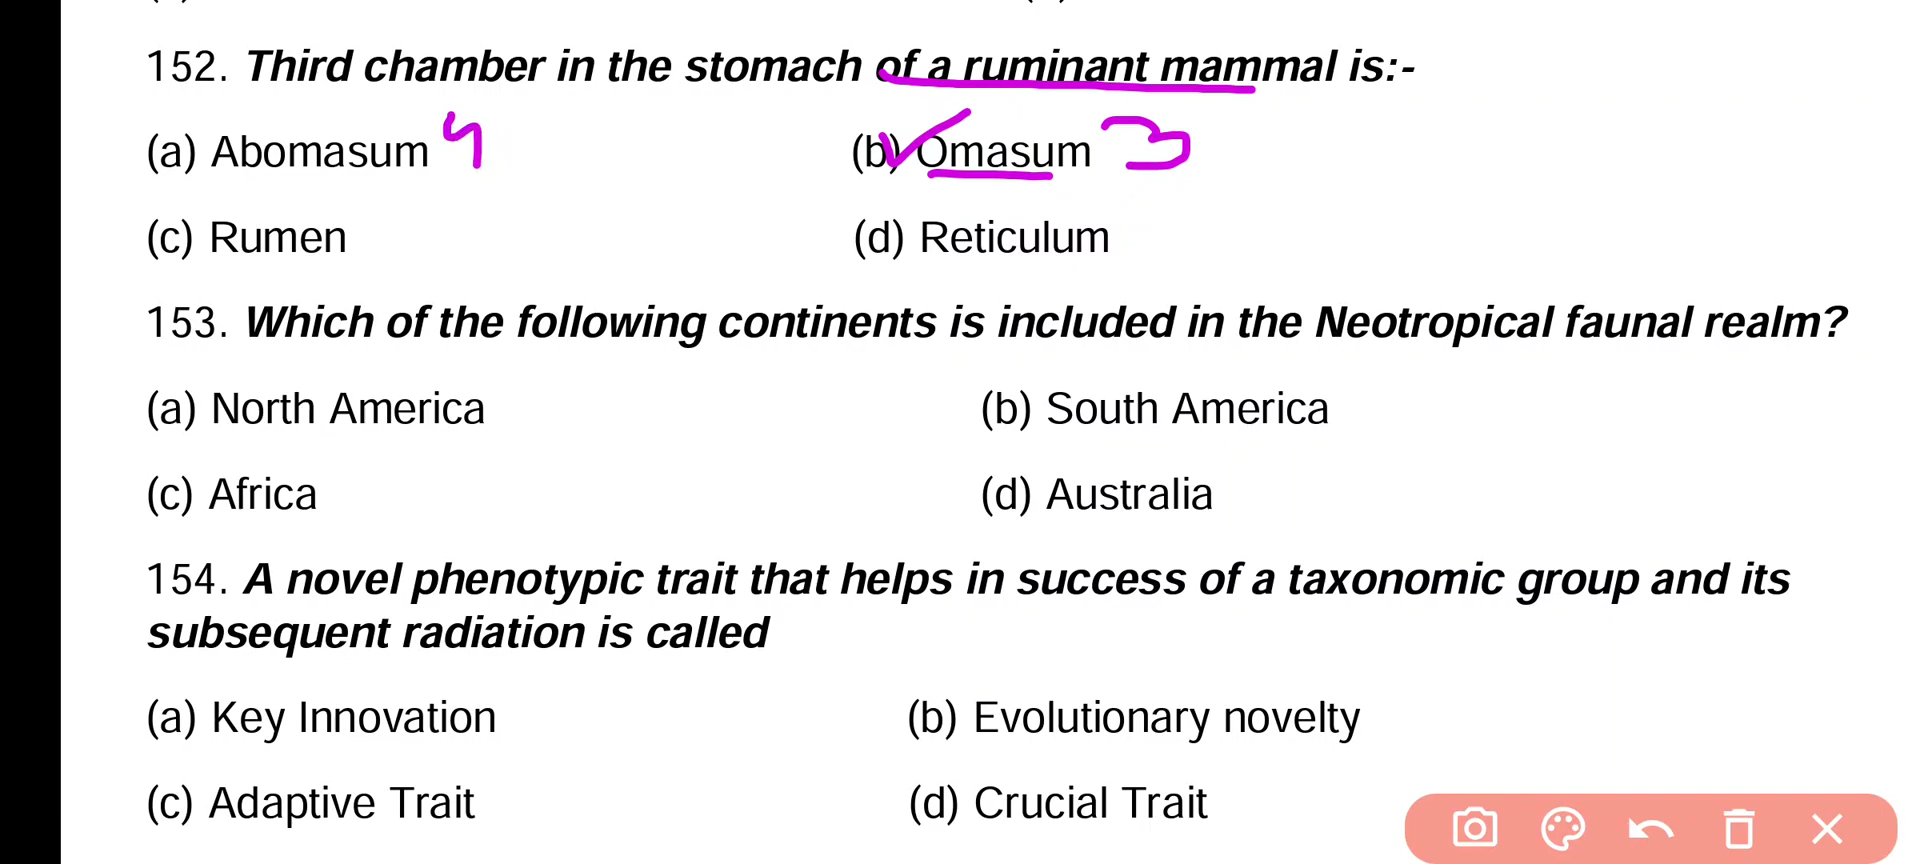 152. Third chamber in the stomach of a ruminant mammal is:-
(a) Abomasum 4 (b) Omasum 3
(c) Rumen (d) Reticulum
153. Which of the following continents is included in the Neotropical faunal realm?
(a) North America (b) South America
(c) Africa (d) Australia
154. A novel phenotypic trait that helps in success of a taxonomic group and its
subsequent radiation is called
(a) Key Innovation (b) Evolutionary novelty
(c) Adaptive Trait (d) Crucial Trait